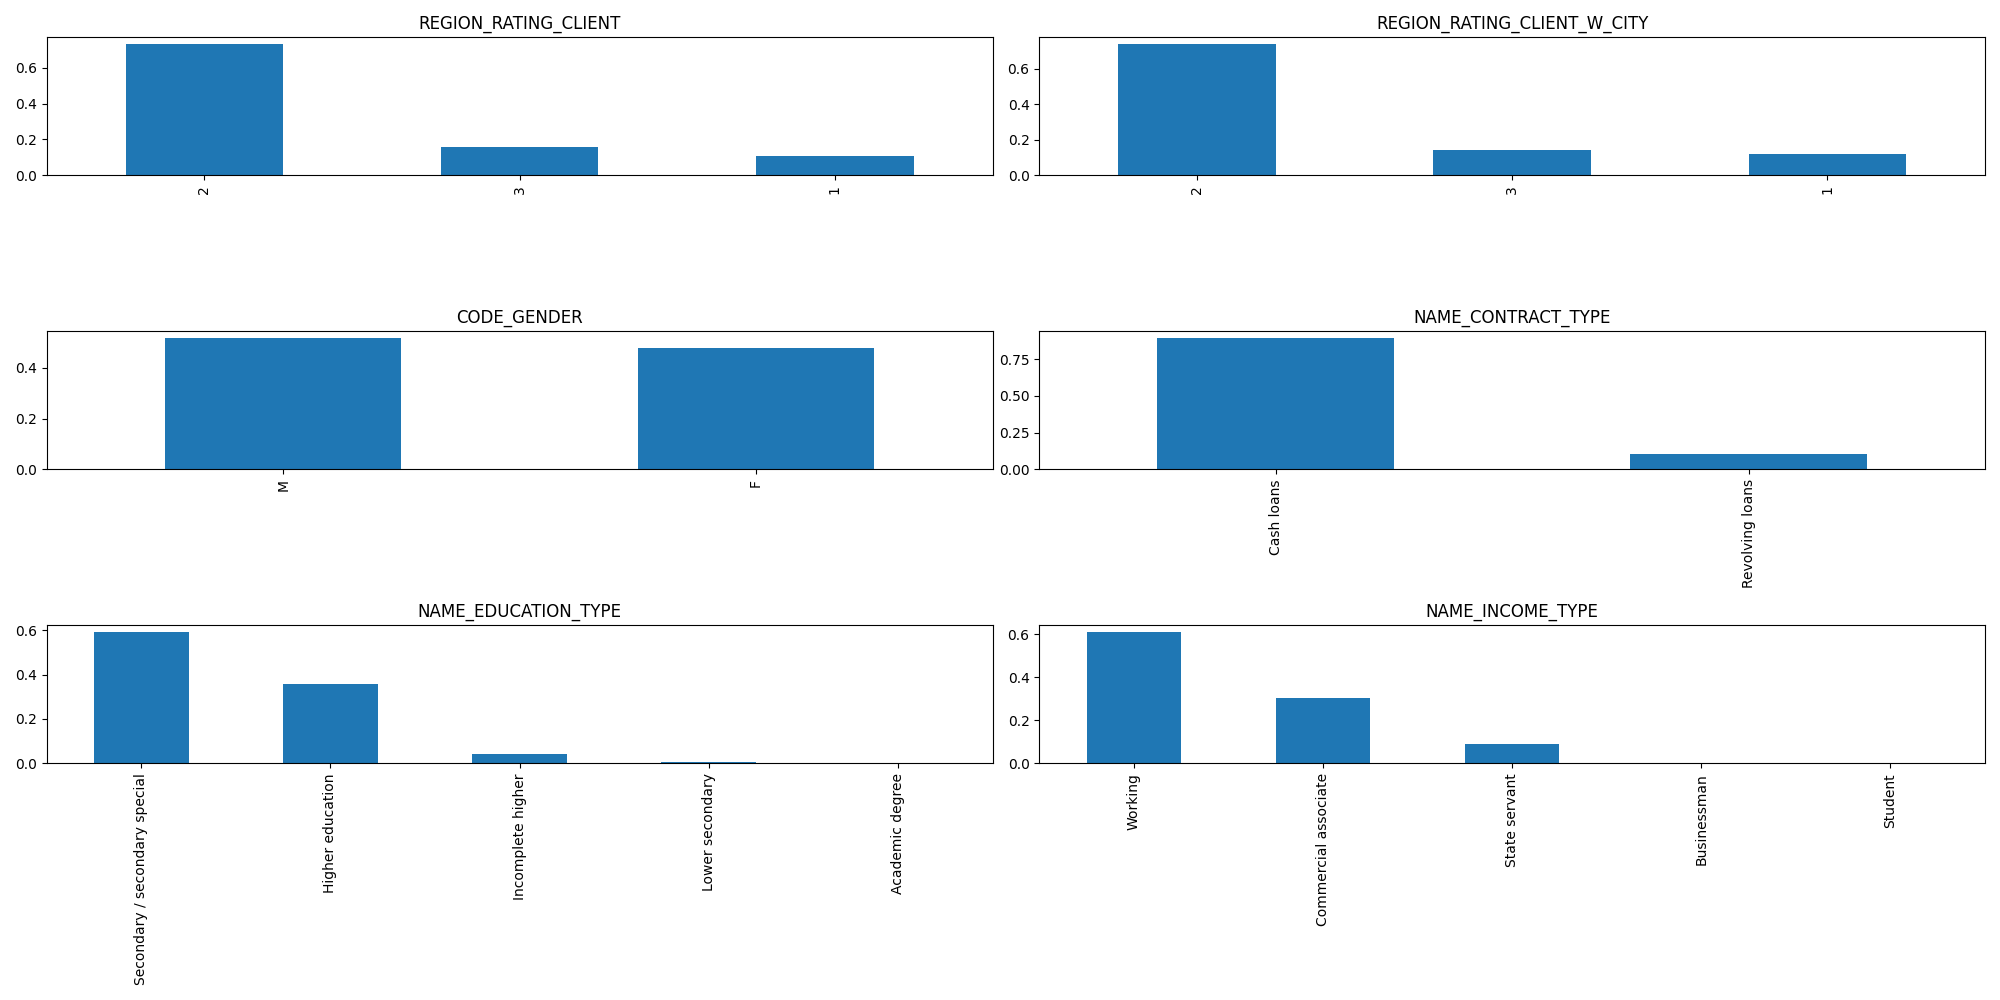 REGION_RATING_CLIENT
0.6
0.4
0.2
0.0
2
3
1
REGION_RATING_CLIENT_W_CITY
0.6
0.4
0.2
0.0
2
3
1
CODE_GENDER
0.4
0.2
0.0
M
F
NAME_CONTRACT_TYPE
0.75
0.50
0.25
0.00
Cash loans
Revolving loans
NAME_EDUCATION_TYPE
0.6
0.4
0.2
0.0
Secondary / secondary special
Higher education
Incomplete higher
Lower secondary
Academic degree
NAME_INCOME_TYPE
0.6
0.4
0.2
0.0
Working
Commercial associate
State servant
Businessman
Student